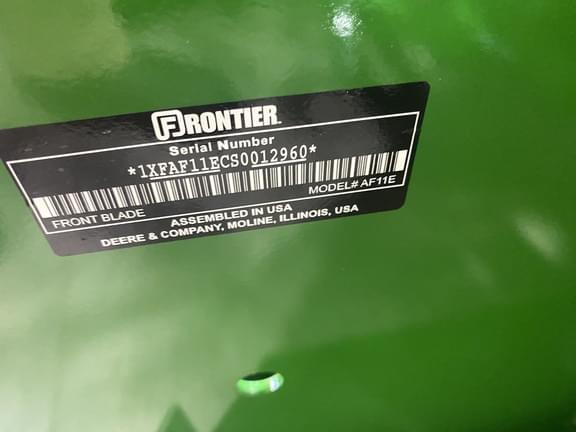 FRONTIER
Serial Number
*1XFAF11ECS0012960*
FRONT BLADE MODEL# AF11E
ASSEMBLED IN USA
DEERE & COMPANY, MOLINE, ILLINOIS, USA